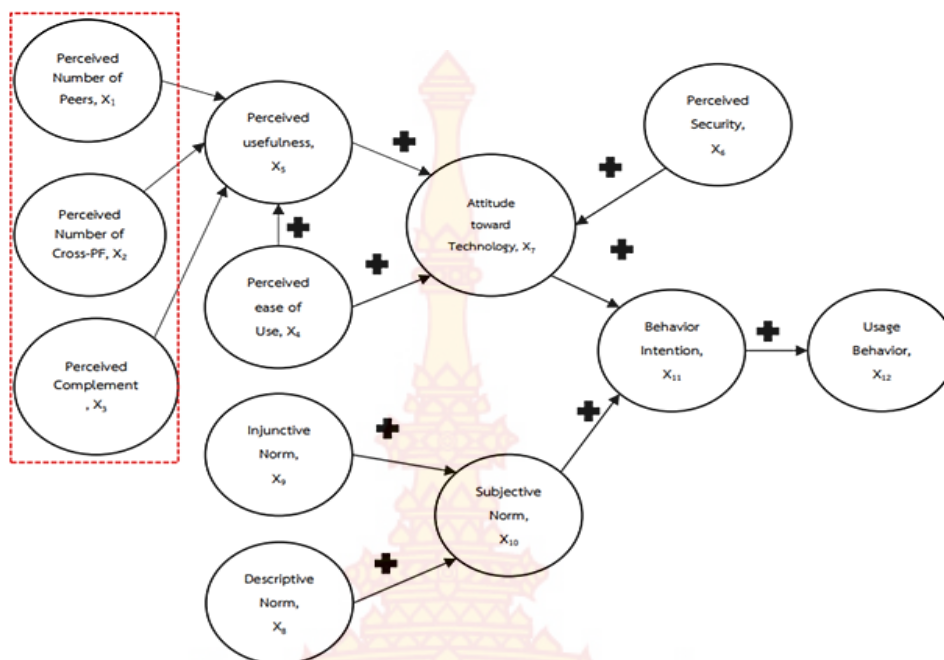 Perceived
Number of
Peers, X₁
Perceived
Number of
Cross-PF, X₂
Perceived
Complement
, X₃
Perceived
usefulness,
X₅
Perceived
ease of
Use, X₄
Injunctive
Norm,
X₉
Descriptive
Norm,
X₈
Attitude
toward
Technology, X₇
Subjective
Norm,
X₁₀
Perceived
Security,
X₆
Behavior
Intention,
X₁₁
Usage
Behavior,
X₁₂